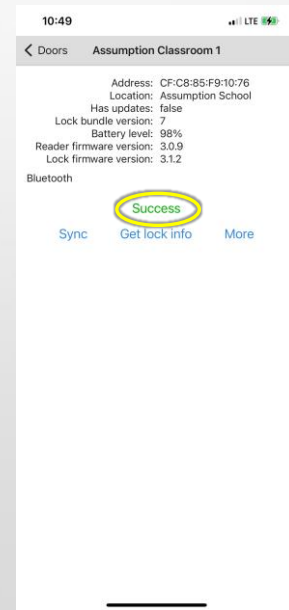 10:49 LTE
Doors Assumption Classroom 1
Address: CF:C8:85:F9:10:76
Location: Assumption School
Has updates: false
Lock bundle version: 7
Battery level: 98%
Reader firmware version: 3.0.9
Lock firmware version: 3.1.2
Bluetooth
Success
Sync Get lock info More